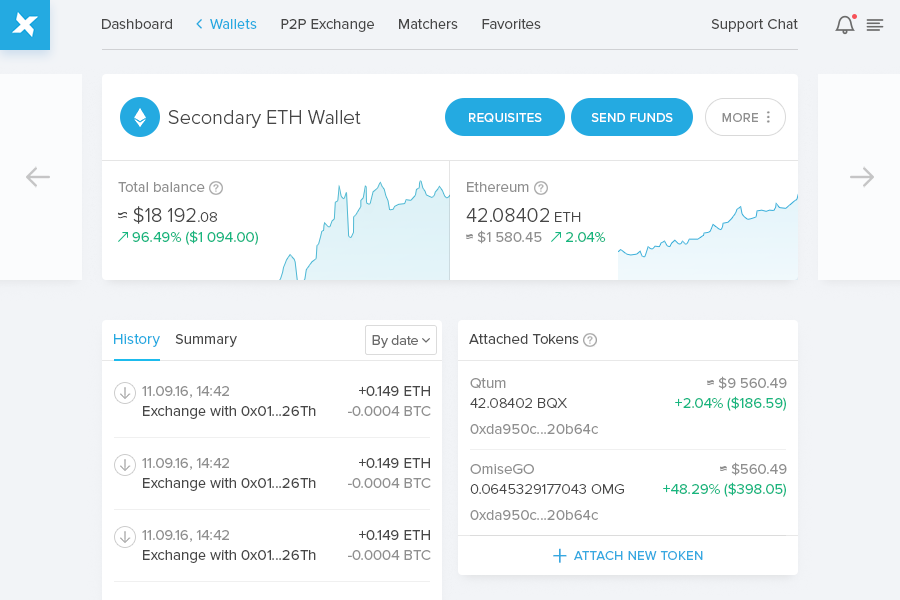 Dashboard
Wallets
P2P Exchange
Matchers
Favorites
Support Chat
Secondary ETH Wallet
REQUISITES
SEND FUNDS
MORE
Total balance ?
≈ $18 192.08
96.49% ($1 094.00)
Ethereum ?
42.08402 ETH
≈ $1 580.45 2.04%
History
Summary
By date
11.09.16, 14:42 +0.149 ETH
Exchange with 0x01...26Th -0.0004 BTC
11.09.16, 14:42 +0.149 ETH
Exchange with 0x01...26Th -0.0004 BTC
11.09.16, 14:42 +0.149 ETH
Exchange with 0x01...26Th -0.0004 BTC
Attached Tokens ?
Qtum ≈ $9 560.49
42.08402 BQX +2.04% ($186.59)
0xda950c...20b64c
OmiseGO ≈ $560.49
0.0645329177043 OMG +48.29% ($398.05)
0xda950c...20b64c
ATTACH NEW TOKEN